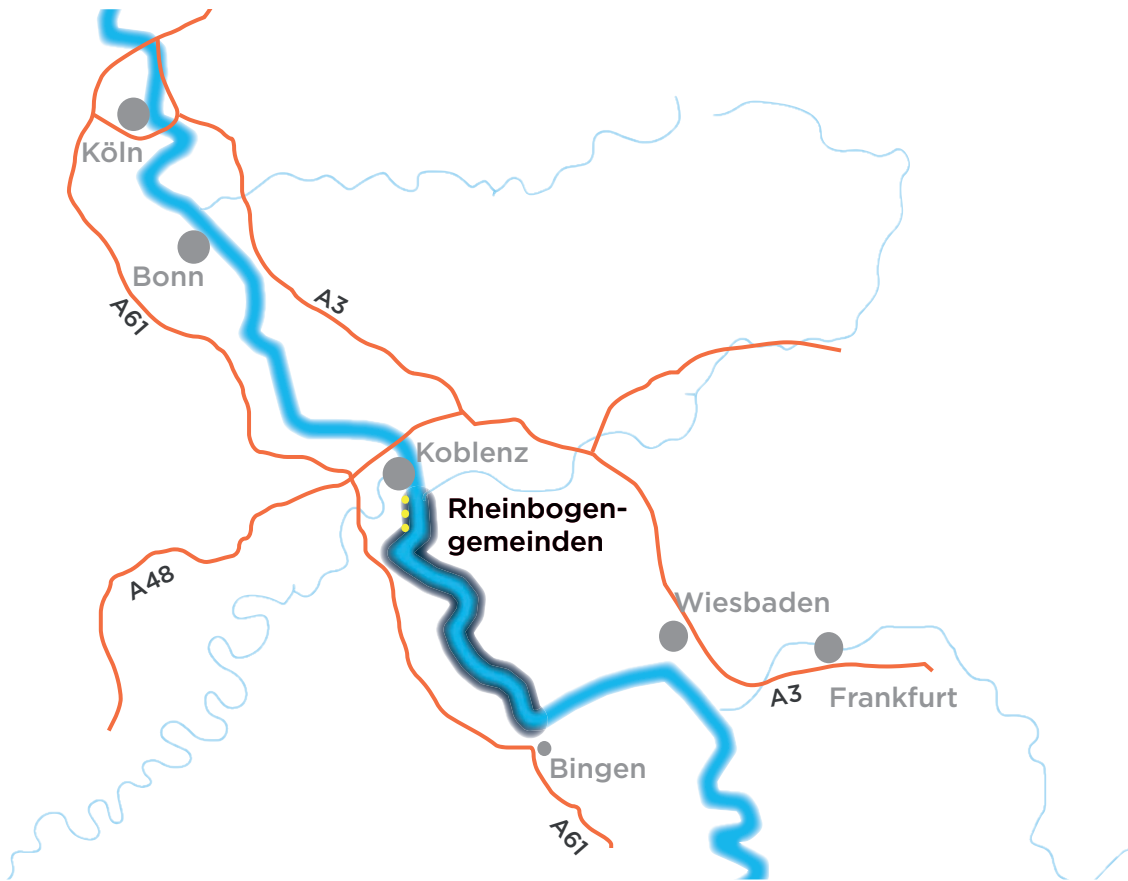 Köln
Bonn
A61
A3
Koblenz
Rheinbogen-
gemeinden
A48
Wiesbaden
A3
Frankfurt
Bingen
A61